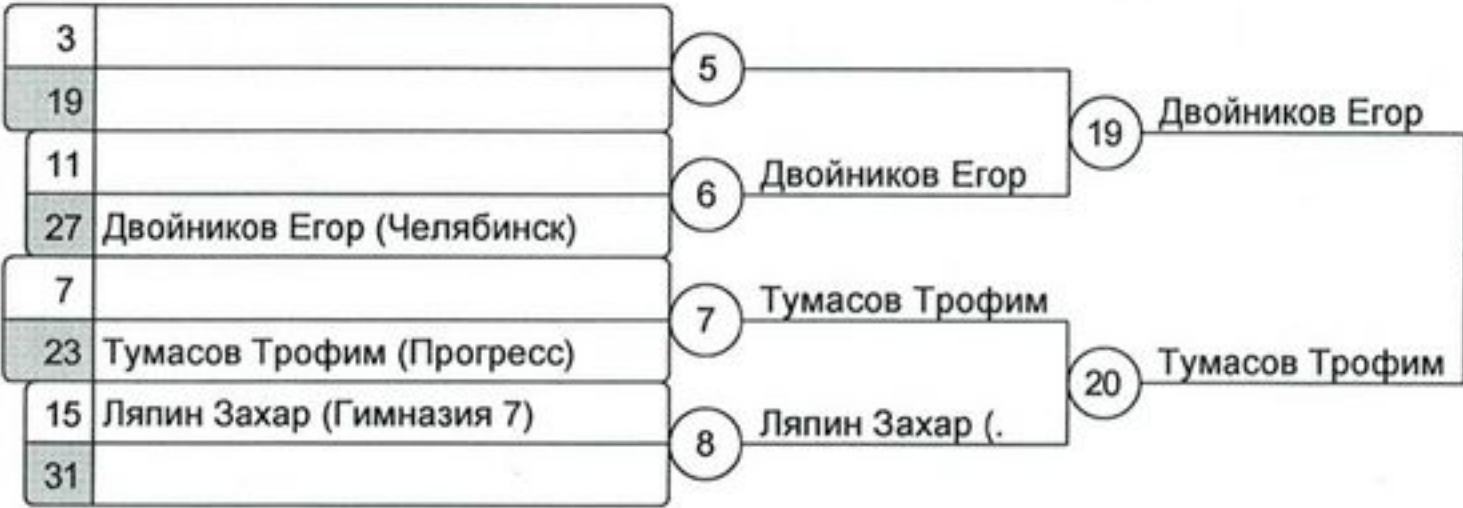 3
5
19
19 Двойников Егор
11
6 Двойников Егор
27 Двойников Егор (Челябинск)
7
7 Тумасов Трофим
23 Тумасов Трофим (Прогресс)
20 Тумасов Трофим
15 Ляпин Захар (Гимназия 7)
8 Ляпин Захар (.
31